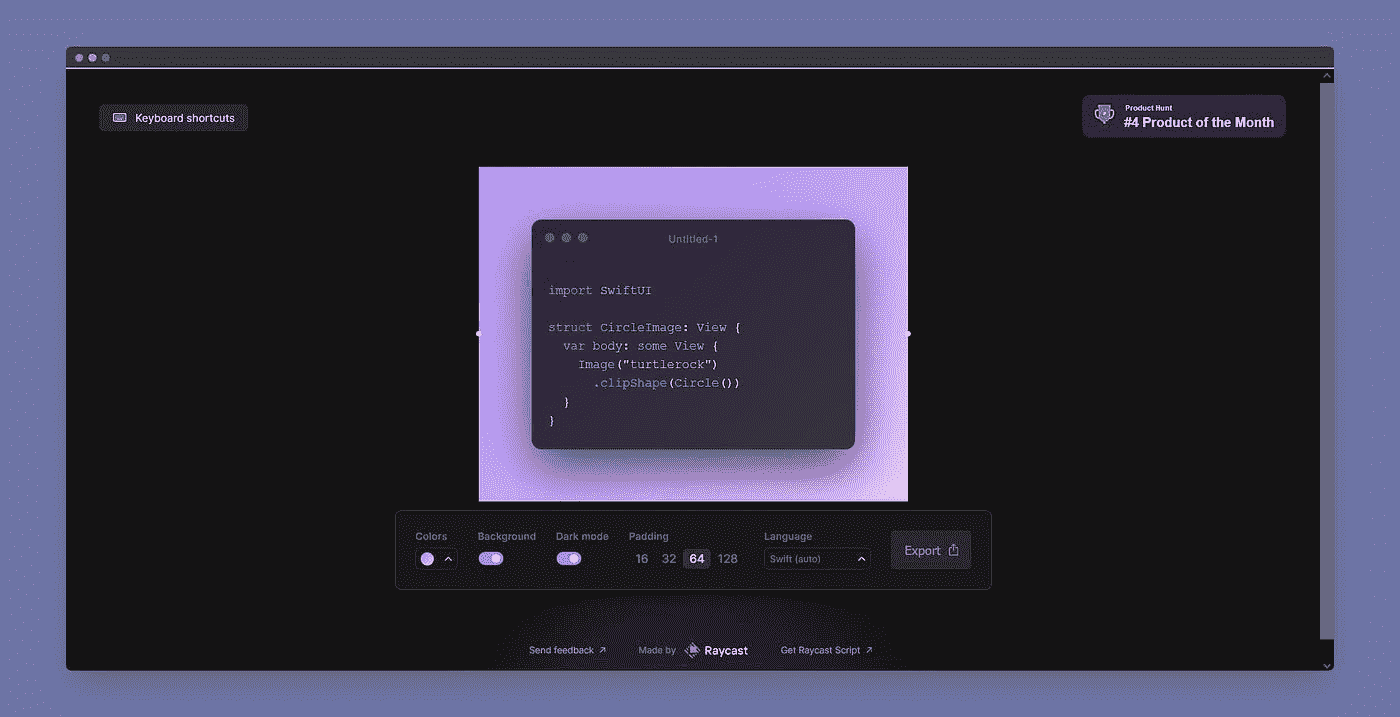 Keyboard shortcuts
Product Hunt
#4 Product of the Month
Untitled-1
import SwiftUI
struct CircleImage: View {
  var body: some View {
    Image("turtlerock")
      .clipShape(Circle())
  }
}
Colors Background Dark mode Padding Language
16 32 64 128 Swift (auto)
Export
Send feedback ↗ Made by Raycast Get Raycast Script ↗